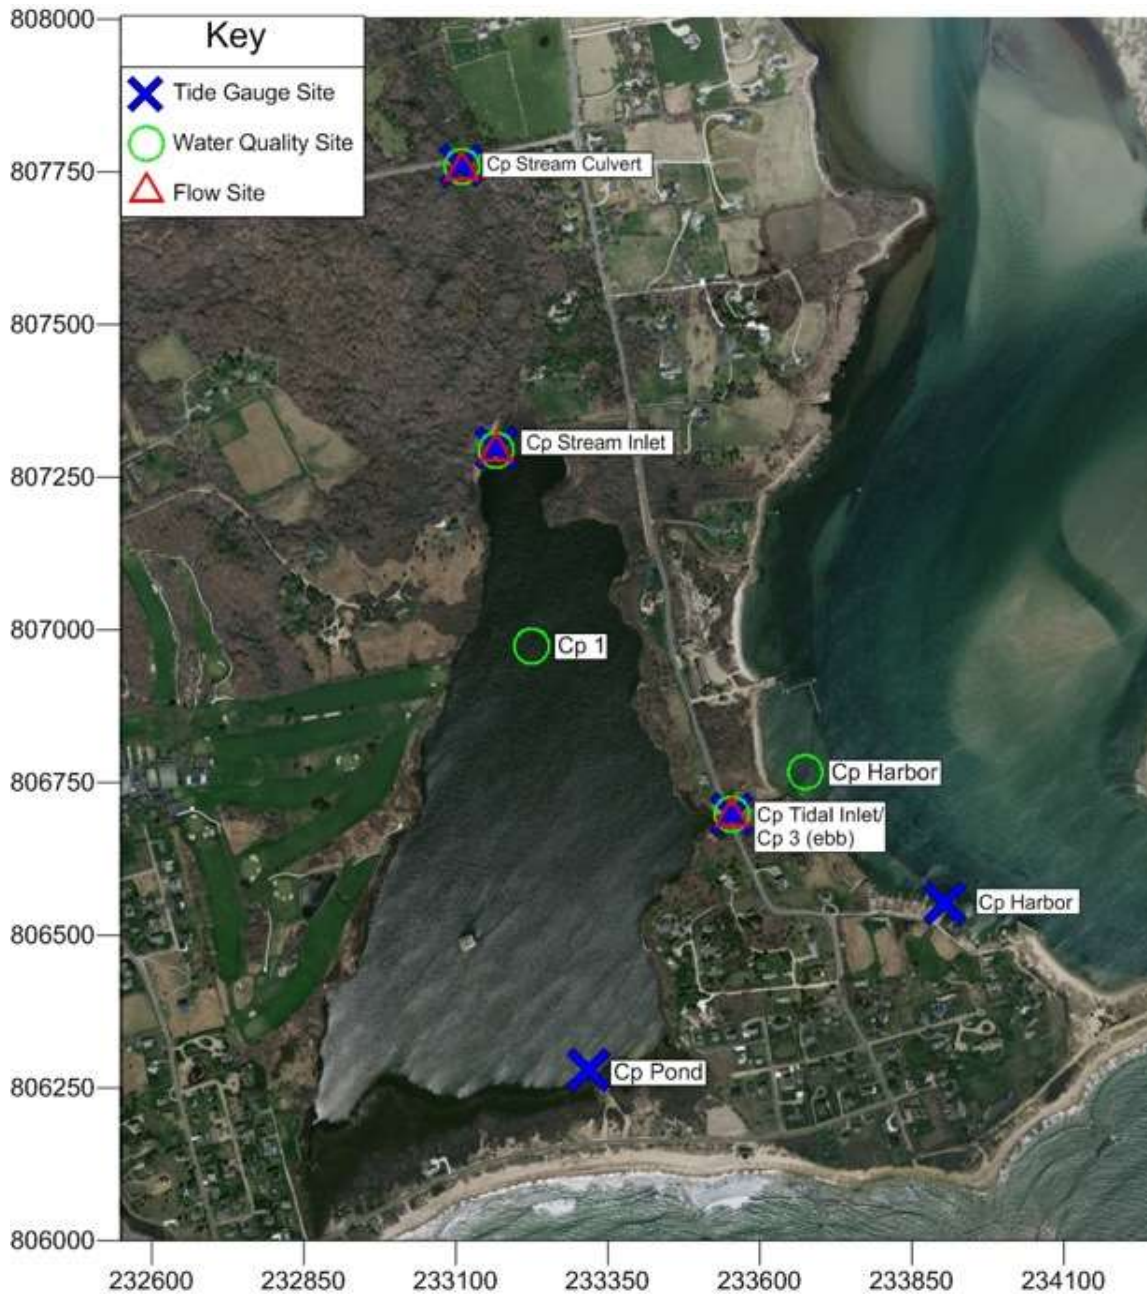 808000
Key
Tide Gauge Site
Water Quality Site
Flow Site
807750
Cp Stream Culvert
807500
Cp Stream Inlet
807250
807000
Cp 1
806750
Cp Harbor
Cp Tidal Inlet/
Cp 3 (ebb)
Cp Harbor
806500
Cp Pond
806250
806000
232600 232850 233100 233350 233600 233850 234100